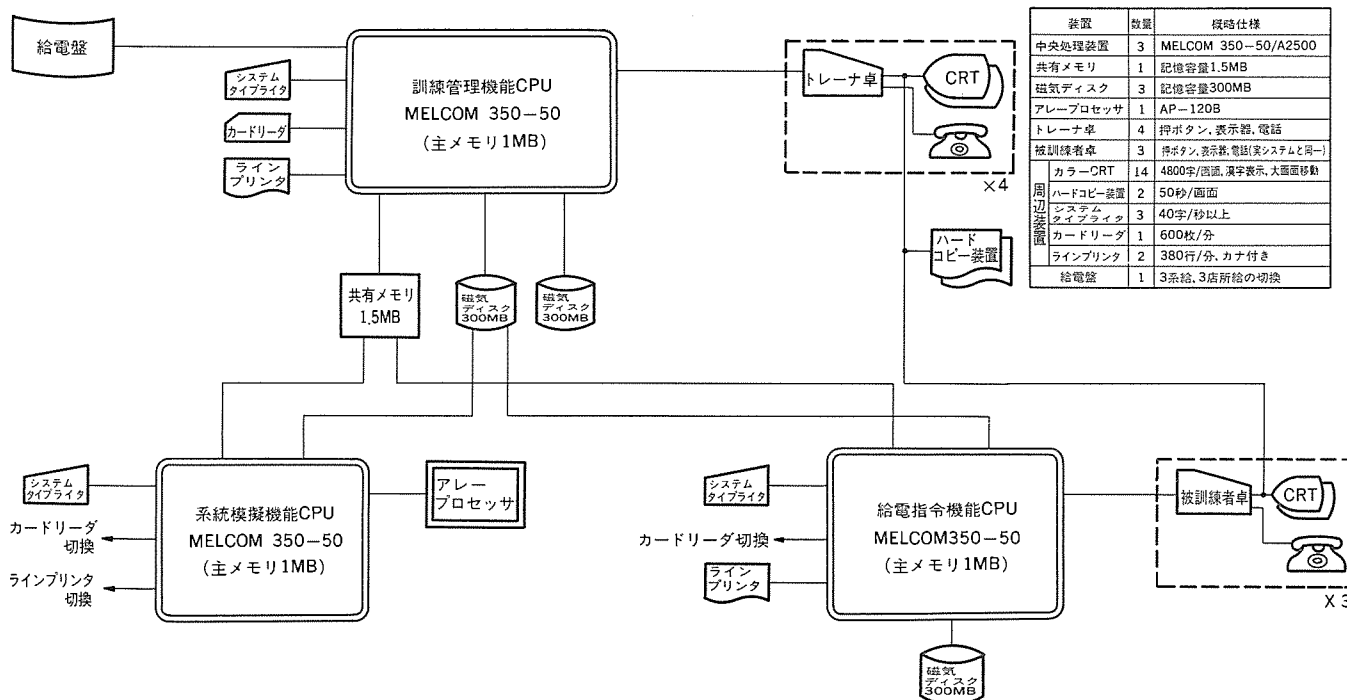 給電盤
システム
タイプライタ
カードリーダ
ライン
プリンタ
訓練管理機能CPU
MELCOM 350-50
(主メモリ1MB)
トレーナ卓
CRT
×4
ハード
コピー装置
共有メモリ
1.5MB
磁気
ディスク
300MB
磁気
ディスク
300MB
装置 数量 概略仕様
中央処理装置 3 MELCOM 350-50/A2500
共有メモリ 1 記憶容量1.5MB
磁気ディスク 3 記憶容量300MB
アレープロセッサ 1 AP-120B
トレーナ卓 4 押ボタン、表示器、電話
被訓練者卓 3 押ボタン、表示器、電話(実システムと同一)
周辺装置
カラーCRT 14 4800字/画面、漢字表示、大画面移動
ハードコピー装置 2 50秒/画面
システム
タイプライタ 3 40字/秒以上
カードリーダ 1 600枚/分
ラインプリンタ 2 380行/分、カナ付き
給電盤 1 3系給、3店所給の切換
システム
タイプライタ
カードリーダ
切換
ラインプリンタ
切換
系統模擬機能CPU
MELCOM 350-50
(主メモリ1MB)
アレー
プロセッサ
システム
タイプライタ
カードリーダ切換
ライン
プリンタ
給電指令機能CPU
MELCOM350-50
(主メモリ1MB)
磁気
ディスク
300MB
被訓練者卓
CRT
X 3